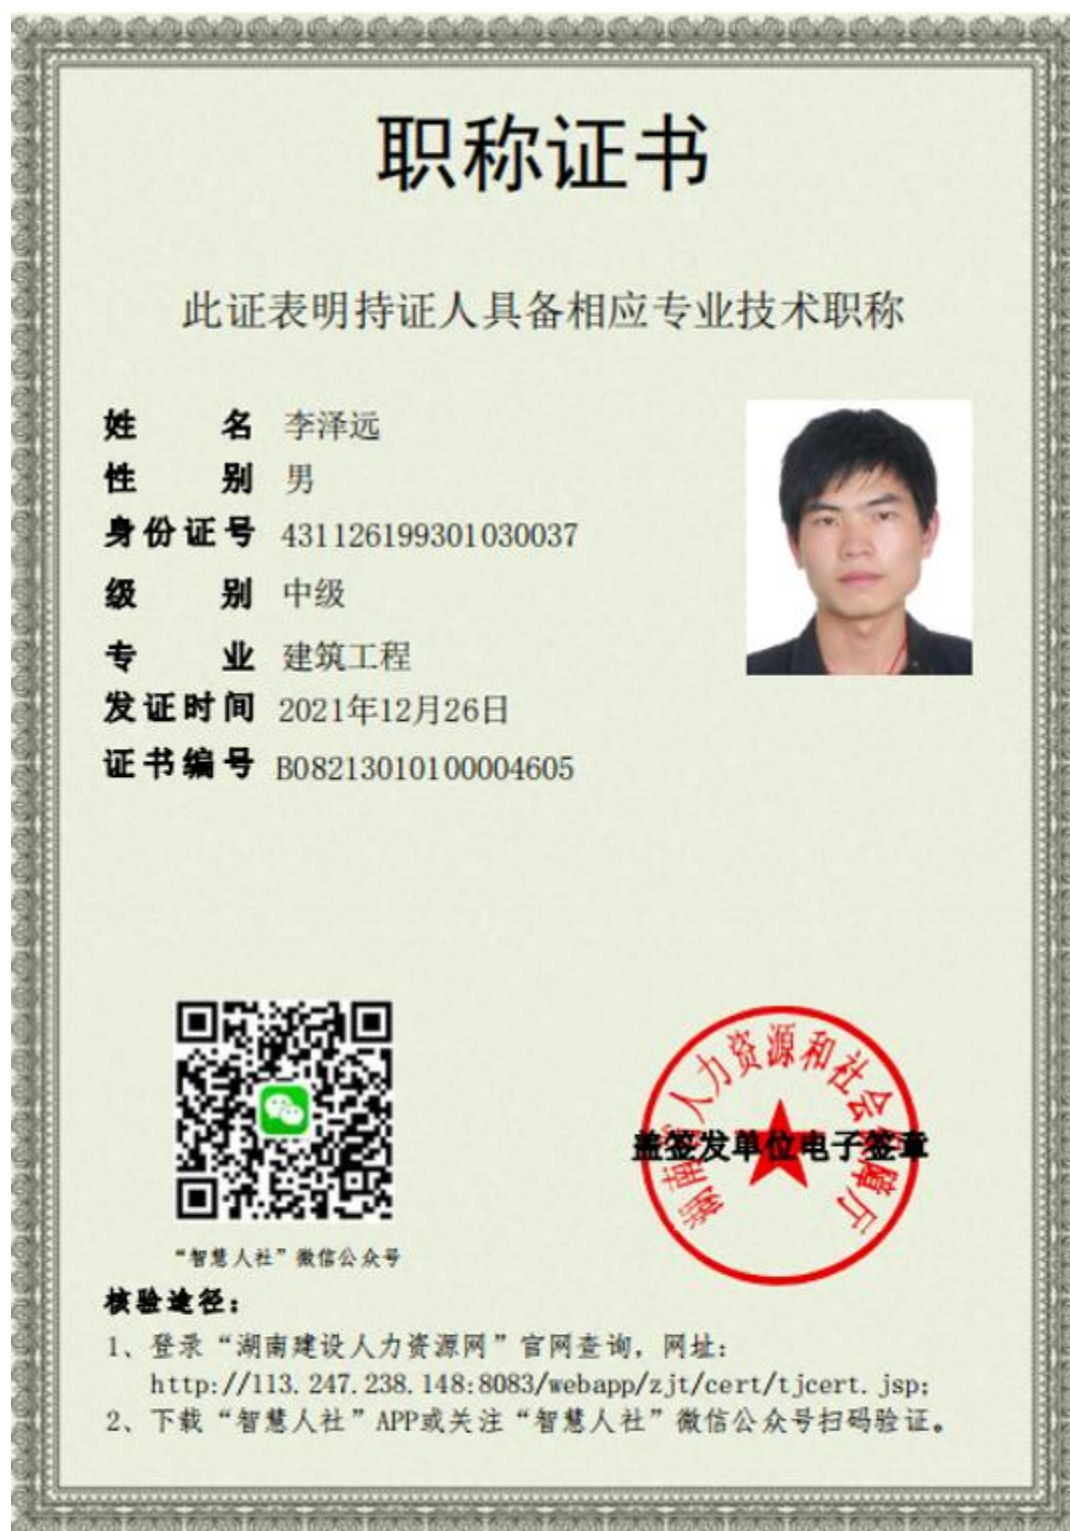 职称证书
此证表明持证人具备相应专业技术职称
姓名 李泽远
性别 男
身份证号 431126199301030037
级别 中级
专业 建筑工程
发证时间 2021年12月26日
证书编号 B08213010100004605
湖南省人力资源和社会保障厅
盖签发单位电子签章
“智慧人社”微信公众号
核验途径：
1、登录“湖南建设人力资源网”官网查询，网址：
http://113.247.238.148:8083/webapp/zjt/cert/tjcert.jsp;
2、下载“智慧人社”APP或关注“智慧人社”微信公众号扫码验证。